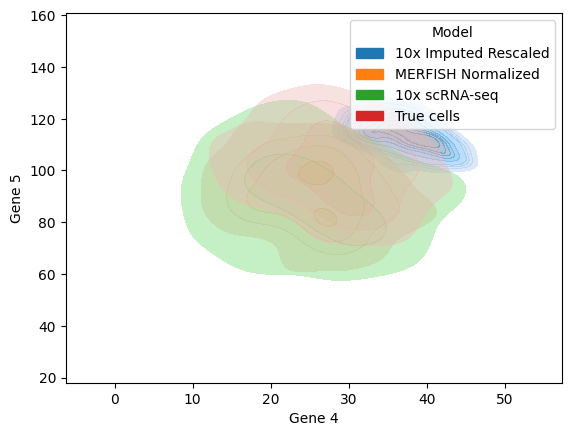 160
140
120
100
80
60
40
20
Gene 5
0
10
20
30
40
50
Gene 4
Model
10x Imputed Rescaled
MERFISH Normalized
10x scRNA-seq
True cells